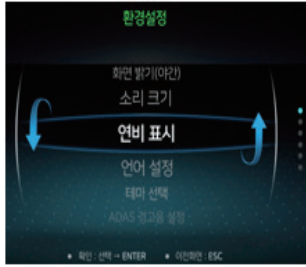 환경설정
화면 밝기(야간)
소리 크기
연비 표시
언어 설정
테마 선택
ADAS 경고음 설정
• 확인 : 선택 → ENTER • 이전화면 : ESC